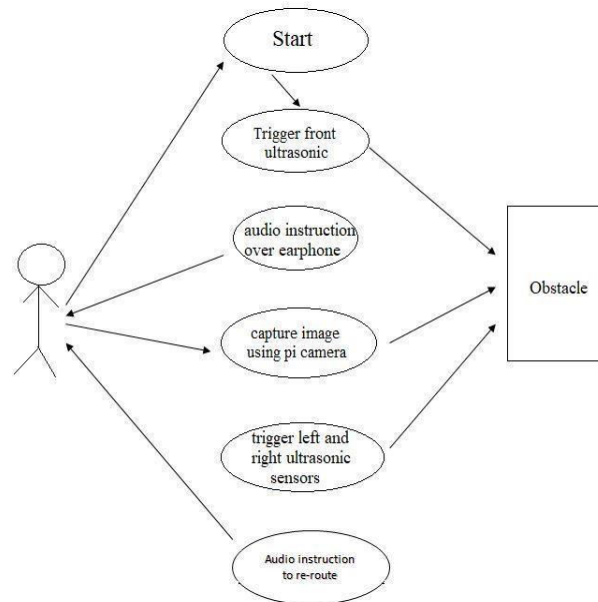 Start
Trigger front
ultrasonic
audio instruction
over earphone
Obstacle
capture image
using pi camera
trigger left and
right ultrasonic
sensors
Audio instruction
to re-route